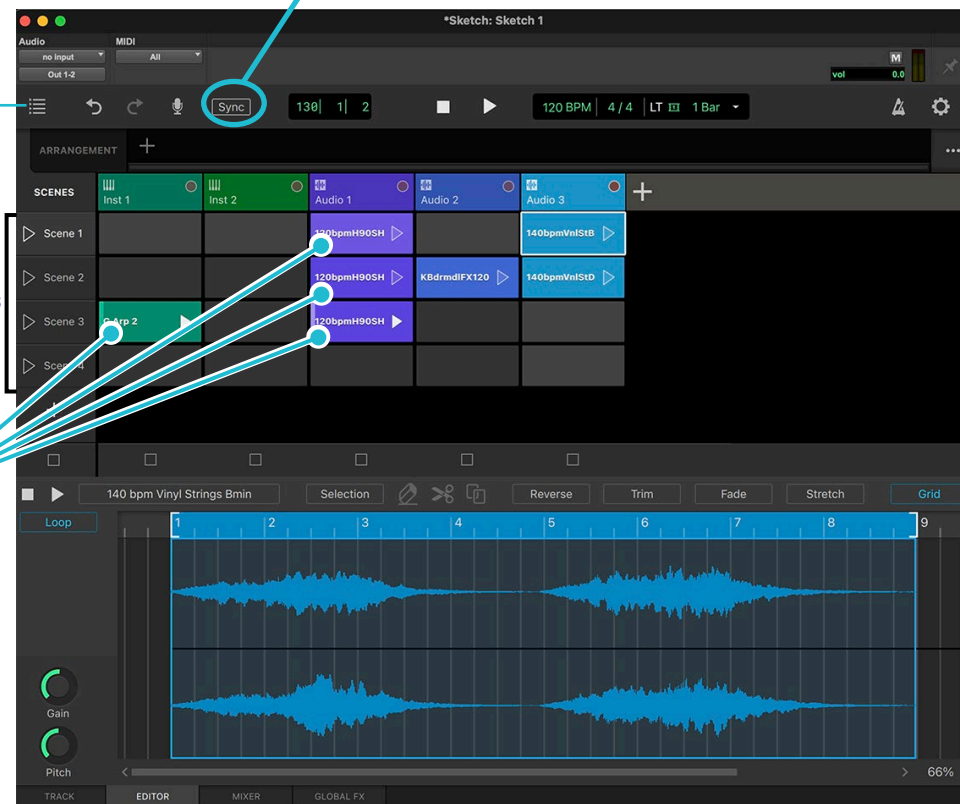 *Sketch: Sketch 1
Audio MIDI
no input All
Out 1-2
M
vol 0.0
Sync 130| 1| 2 120 BPM 4 / 4 LT 1 Bar
ARRANGEMENT +
SCENES Inst 1 Inst 2 Audio 1 Audio 2 Audio 3 +
Scene 1 120bpmH90SH 140bpmVnlStB
Scene 2 120bpmH90SH KBdrmdlFX120 140bpmVnlStD
Scene 3 Arp 2 120bpmH90SH
Scene 4
140 bpm Vinyl Strings Bmin Selection Reverse Trim Fade Stretch Grid
Loop 1 2 3 4 5 6 7 8 9
Gain
Pitch
66%
TRACK EDITOR MIXER GLOBAL FX